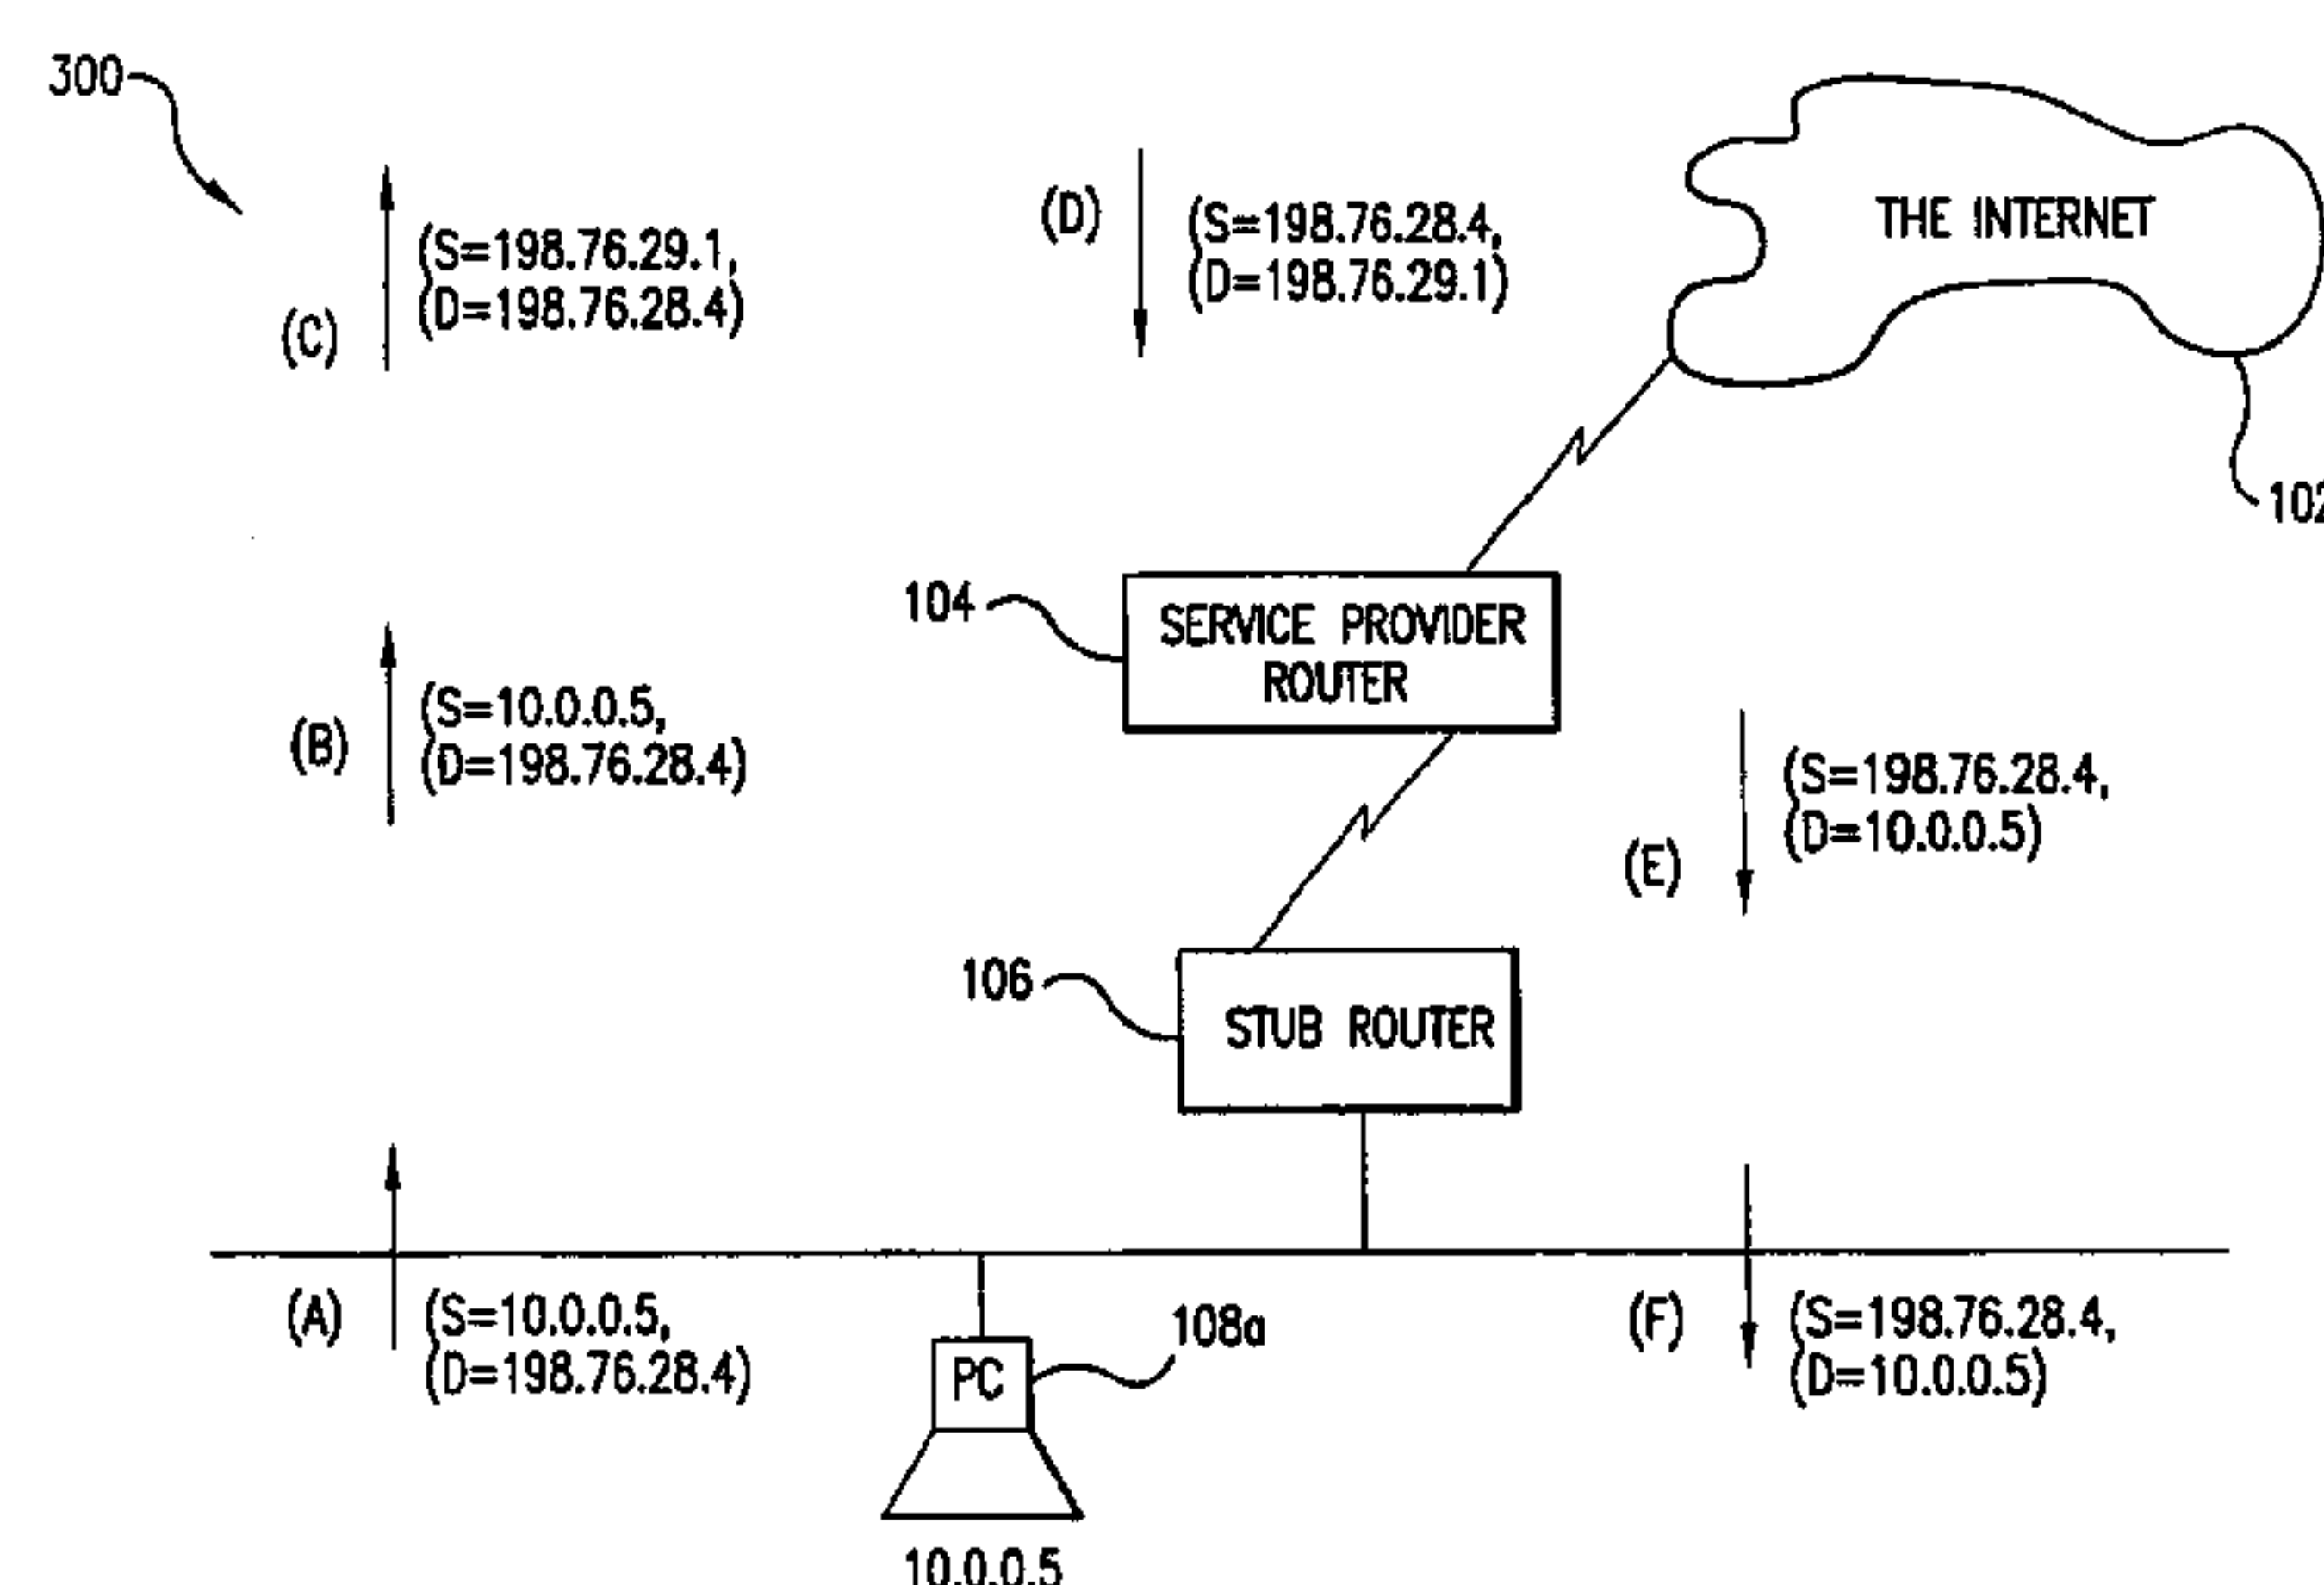 300
(C)
(S=198.76.29.1,
(D=198.76.28.4)
(D)
(S=198.76.28.4,
(D=198.76.29.1)
THE INTERNET
102
104
SERVICE PROVIDER
ROUTER
(B)
(S=10.0.0.5,
(D=198.76.28.4)
(E)
(S=198.76.28.4,
(D=10.0.0.5)
106
STUB ROUTER
(A)
(S=10.0.0.5,
(D=198.76.28.4)
PC
108a
(F)
(S=198.76.28.4,
(D=10.0.0.5)
10.0.0.5